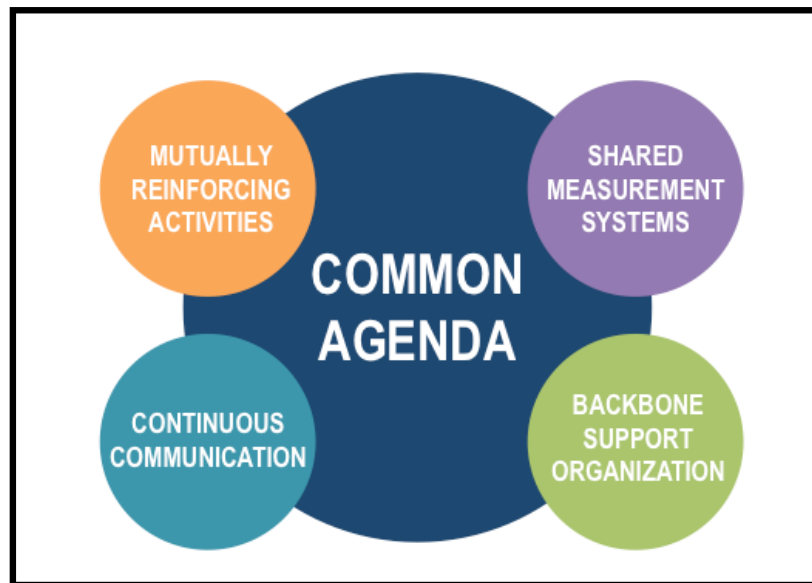 MUTUALLY
REINFORCING
ACTIVITIES
SHARED
MEASUREMENT
SYSTEMS
COMMON
AGENDA
CONTINUOUS
COMMUNICATION
BACKBONE
SUPPORT
ORGANIZATION